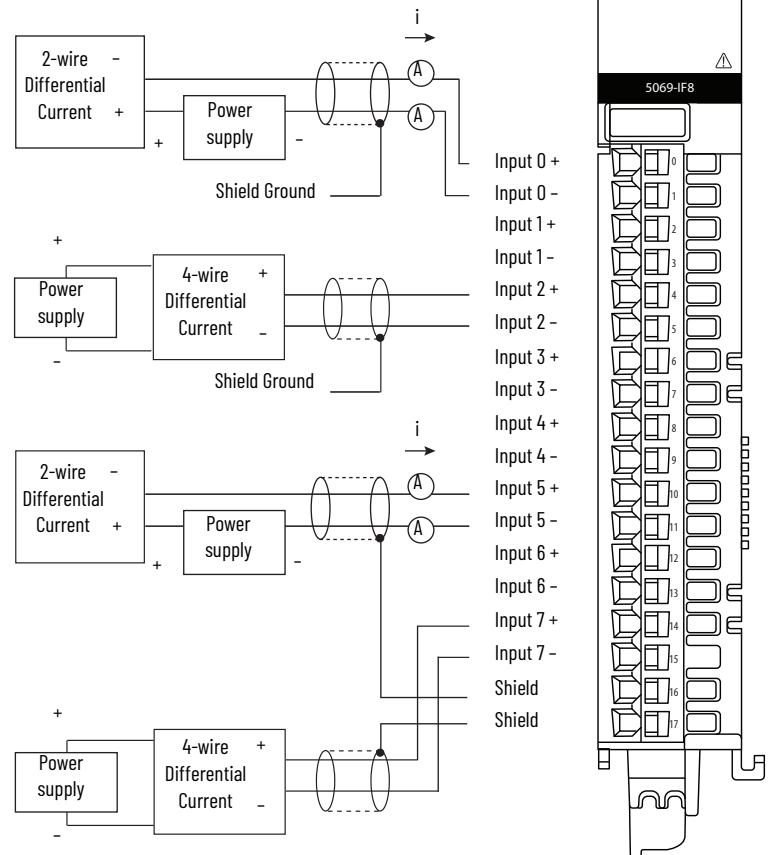 i
2-wire –
Differential
Current +
A
A
Power
supply
+
–
Shield Ground
+
Power
supply
–
4-wire +
Differential
Current –
Shield Ground
i
2-wire –
Differential
Current +
A
A
Power
supply
+
–
+
Power
supply
–
4-wire +
Differential
Current –
Input 0 +
Input 0 –
Input 1 +
Input 1 –
Input 2 +
Input 2 –
Input 3 +
Input 3 –
Input 4 +
Input 4 –
Input 5 +
Input 5 –
Input 6 +
Input 6 –
Input 7 +
Input 7 –
Shield
Shield
5069-IF8
0
1
2
3
4
5
6
7
8
9
10
11
12
13
14
15
16
17